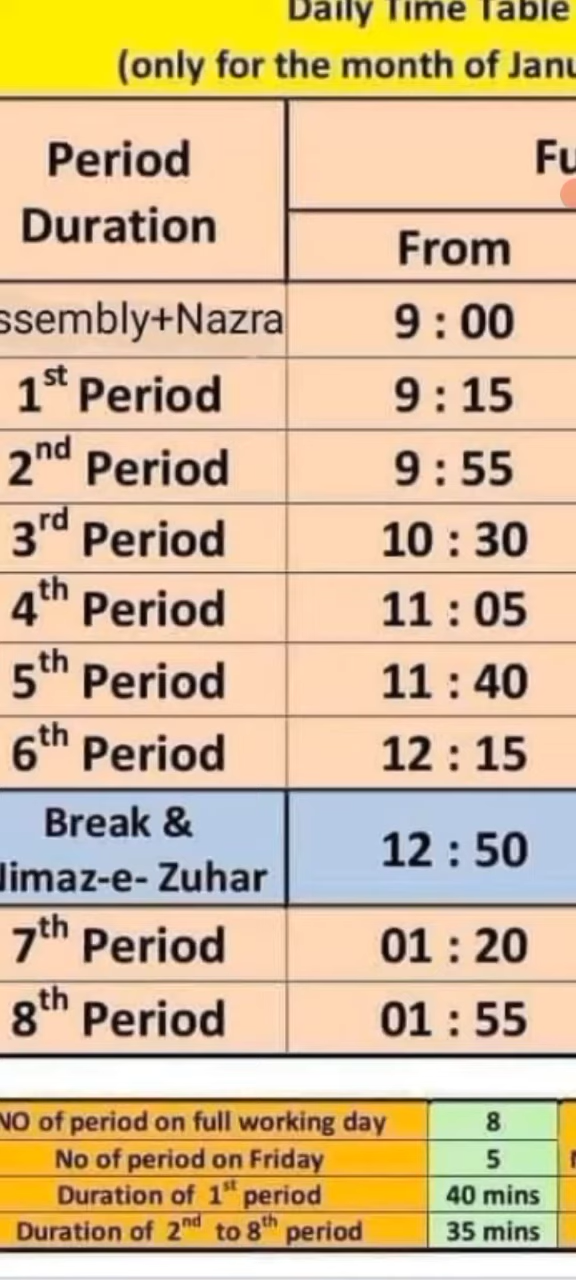 Daily Time Table
(only for the month of
Period Duration
From
9 : 00
1st Period 9 : 15
2nd Period 9 : 55
3rd Period 10 : 30
4th Period 11 : 05
5th Period 11 : 40
6th Period 12 : 15
Break &
Zuhar 12 : 50
7th Period 01 : 20
8th Period 01 : 55
NO of period on full working day 8
No of period on Friday 5
Duration of 1st period 40 mins
Duration of 2nd to 8th period 35 mins